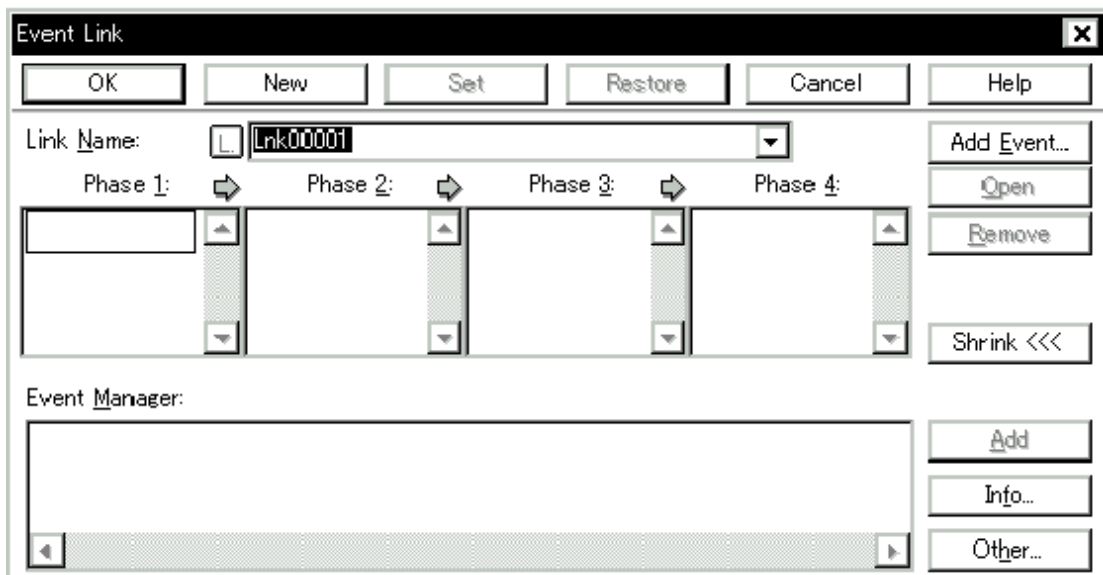 Event Link
OK New Set Restore Cancel Help
Link Name: L. Lnk00001 Add Event...
Phase 1: Phase 2: Phase 3: Phase 4: Open
Remove
Shrink <<<
Event Manager:
Add
Info...
Other...